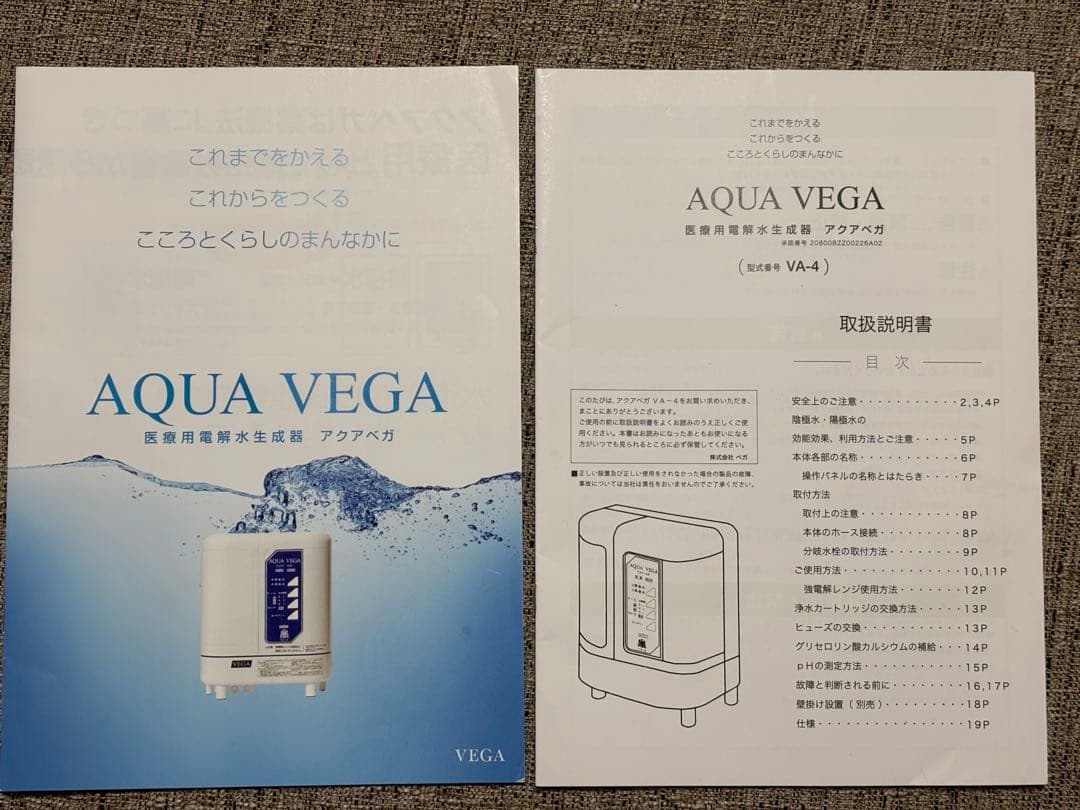 これまでをかえる
これからをつくる
こころとくらしのまんなかに
AQUA VEGA
医療用電解水生成器 アクアベガ
AQUA VEGA
VEGA
VEGA
これまでをかえる
これからをつくる
こころとくらしのまんなかに
AQUA VEGA
医療用電解水生成器 アクアベガ
承認番号 20800BZZ00226A02
(型式番号 VA-4)
取扱説明書
目次
このたびは、アクアベガ VA−4をお買い求めいただき、
まことにありがとうございます。
ご使用の前に取扱説明書をよくお読みのうえ正しくご使
用ください。本書はお読みになったあともお使いになる
方がいつでも見られるところに必ず保管してください。
株式会社 ベガ
■正しい設置及び正しい使用をされなかった場合の製品の故障、
事故については当社は責任をおいませんのでご了承ください。
AQUA VEGA
安全上のご注意・・・・・・・・・・・2,3,4P
陰極水・陽極水の
効能効果、利用方法とご注意・・・・・5P
本体各部の名称・・・・・・・・・・・6P
操作パネルの名称とはたらき・・・・7P
取付方法
取付上の注意・・・・・・・・・・・8P
本体のホース接続・・・・・・・・・8P
分岐水栓の取付方法・・・・・・・・9P
ご使用方法・・・・・・・・・・・・・10,11P
強電解レンジ使用方法・・・・・・・12P
浄水カートリッジの交換方法・・・・・13P
ヒューズの交換・・・・・・・・・・・13P
グリセロリン酸カルシウムの補給・・・14P
pHの測定方法・・・・・・・・・・・・15P
故障と判断される前に・・・・・・・・16,17P
壁掛け設置(別売)・・・・・・・・・18P
仕様・・・・・・・・・・・・・・・・19P